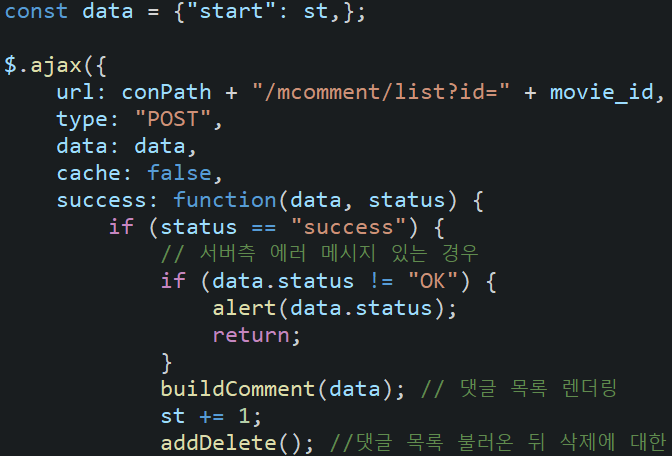 const data = {"start": st,};
$.ajax({
    url: conPath + "/mcomment/list?id=" + movie_id,
    type: "POST",
    data: data,
    cache: false,
    success: function(data, status) {
        if (status == "success") {
            // 서버측 에러 메시지 있는 경우
            if (data.status != "OK") {
                alert(data.status);
                return;
            }
            buildComment(data); // 댓글 목록 렌더링
            st += 1;
            addDelete(); //댓글 목록 불러온 뒤 삭제에 대한